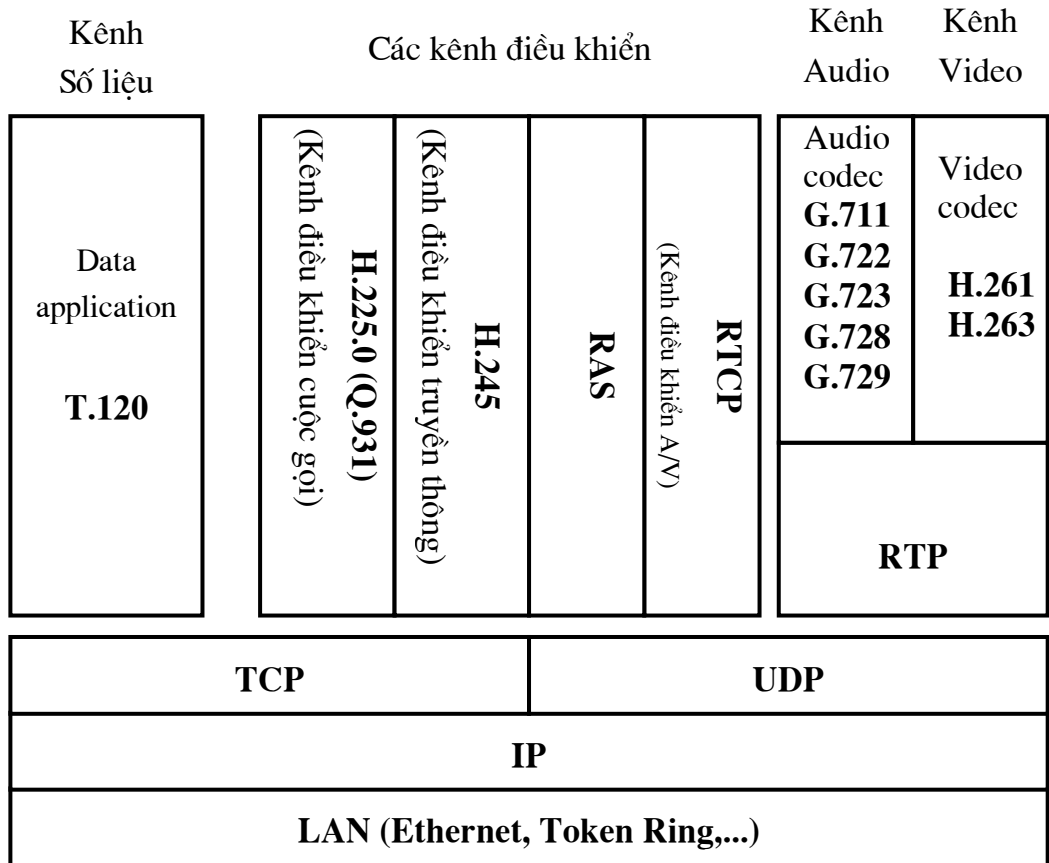 Kênh
Số liệu
Các kênh điều khiển
Kênh
Audio
Kênh
Video
Data
application
T.120
H.225.0 (Q.931)
(Kênh điều khiển cuộc gọi)
H.245
(Kênh điều khiển truyền thông)
RAS
RTCP
(Kênh điều khiển A/V)
Audio
codec
G.711
G.722
G.723
G.728
G.729
Video
codec
H.261
H.263
RTP
TCP
UDP
IP
LAN (Ethernet, Token Ring,...)